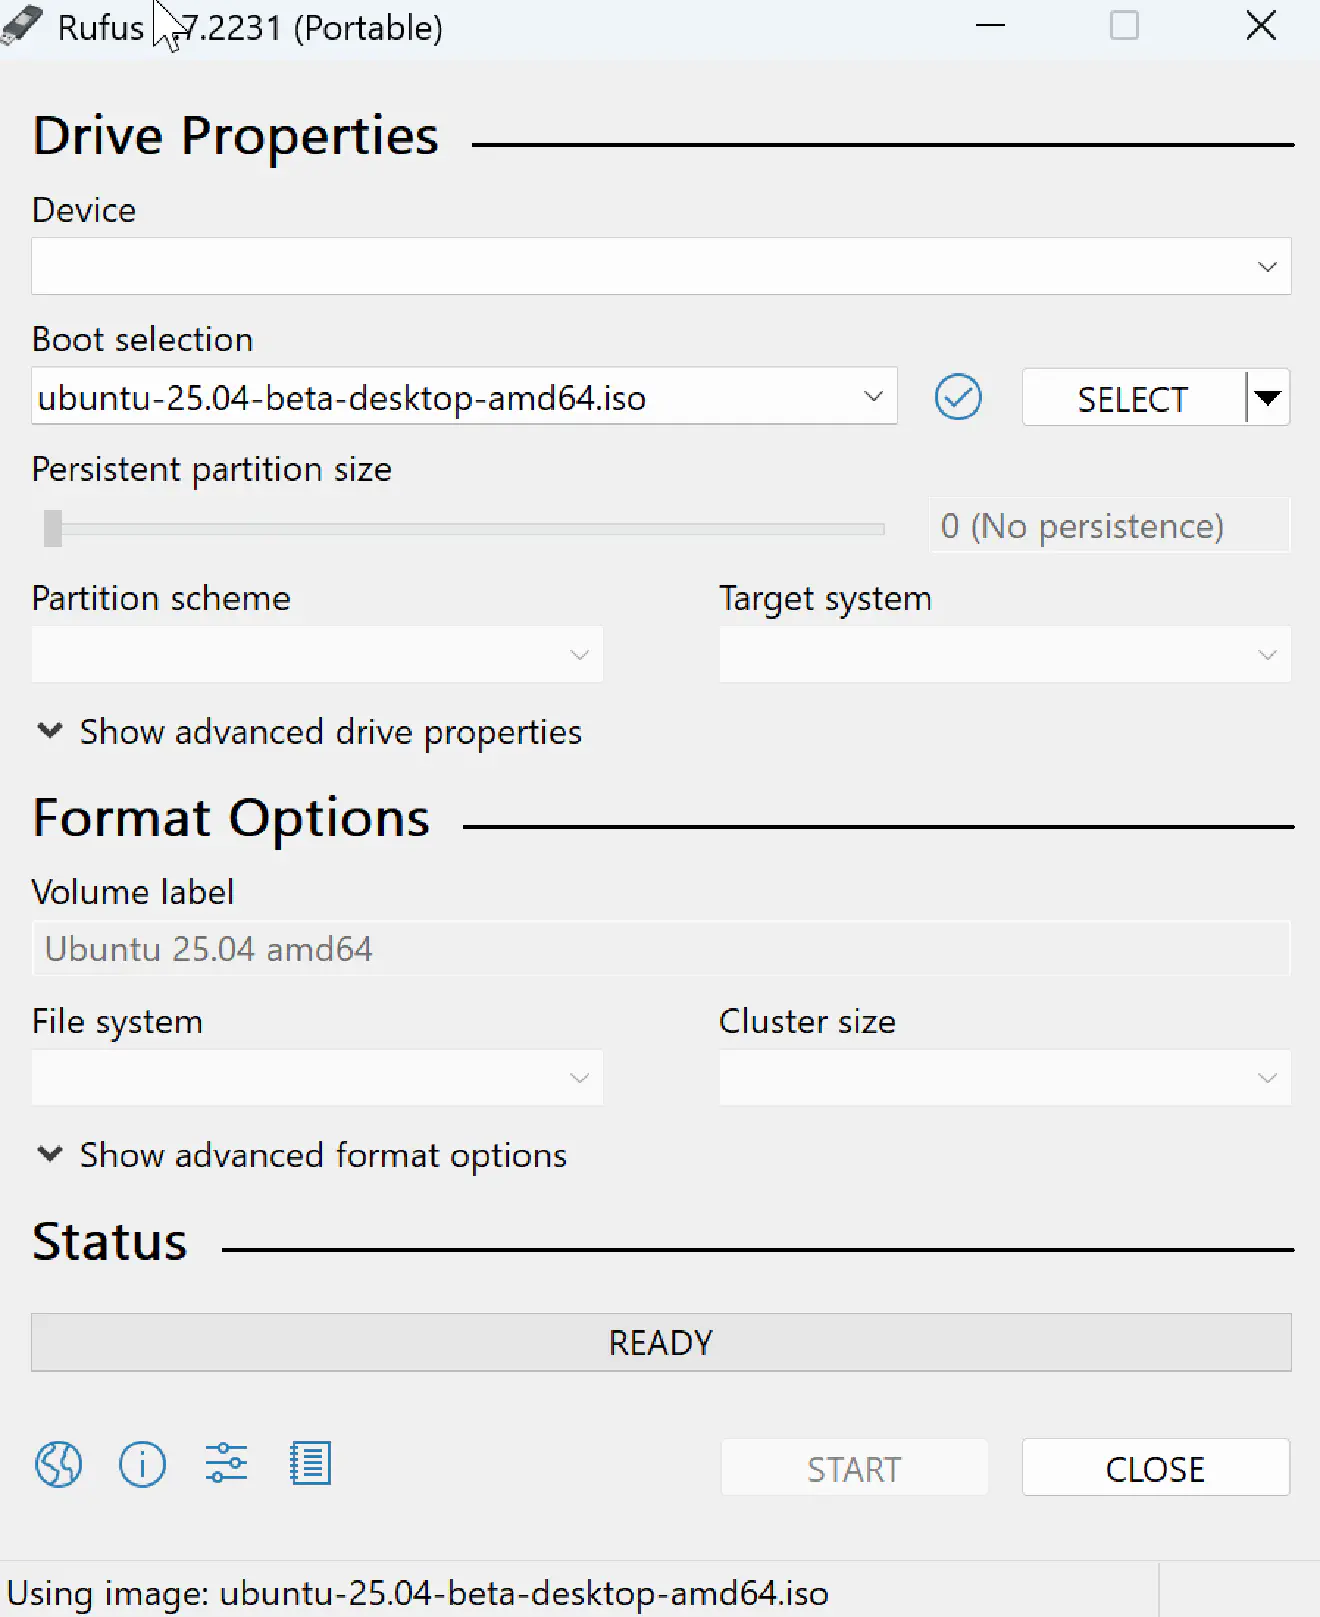 Rufus .7.2231 (Portable)
Drive Properties
Device
Boot selection
ubuntu-25.04-beta-desktop-amd64.iso
SELECT
Persistent partition size
0 (No persistence)
Partition scheme
Target system
Show advanced drive properties
Format Options
Volume label
Ubuntu 25.04 amd64
File system
Cluster size
Show advanced format options
Status
READY
START
CLOSE
Using image: ubuntu-25.04-beta-desktop-amd64.iso